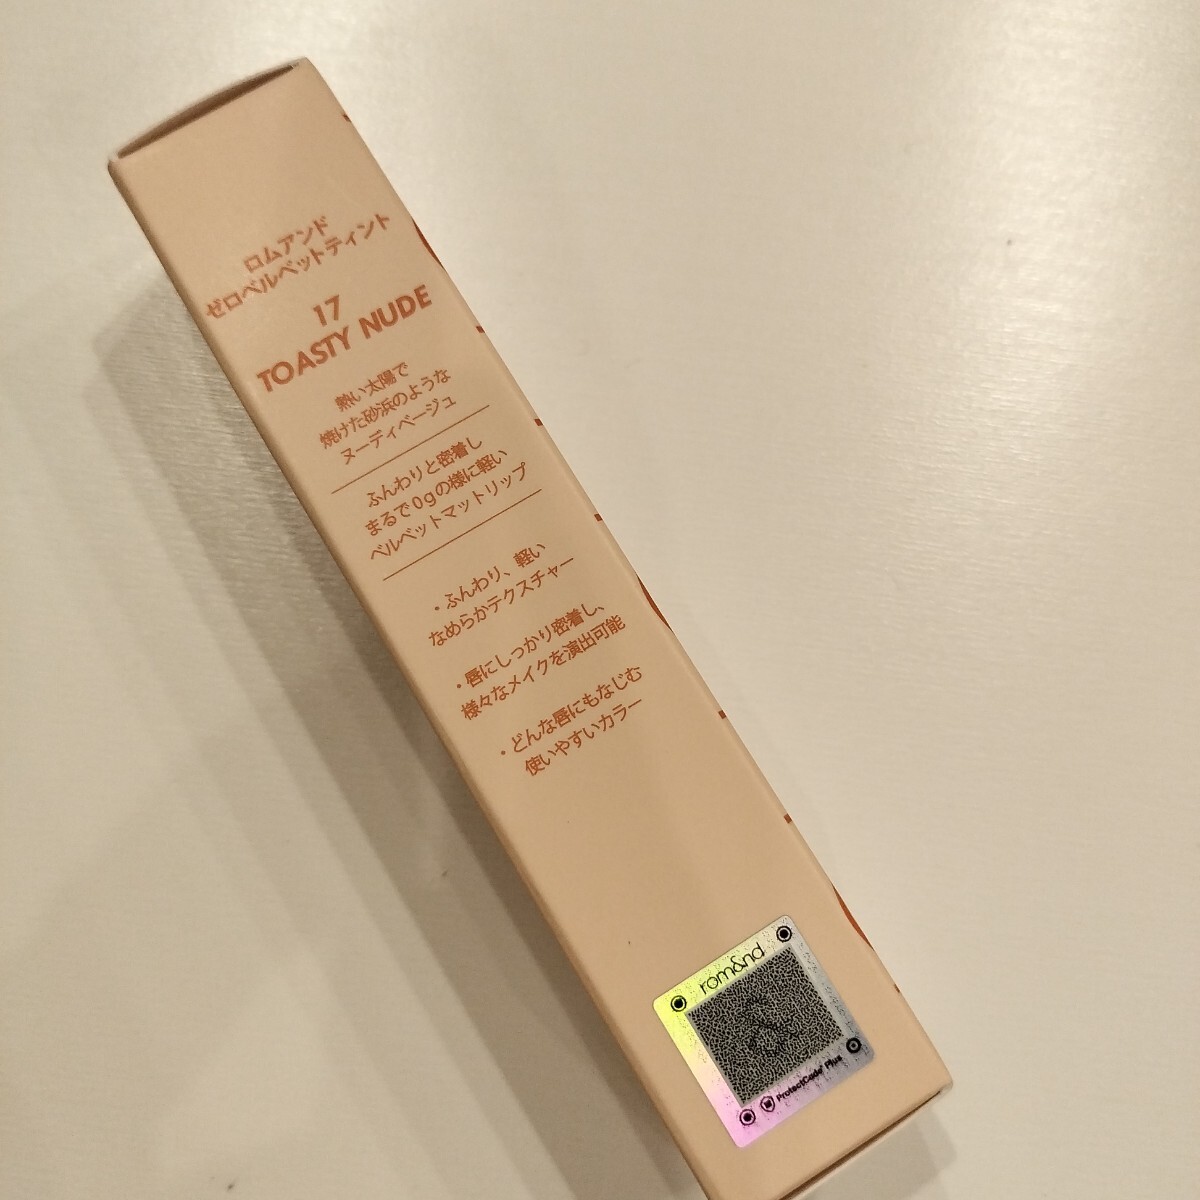 ロムアンド
ゼロベルベットティント
17
TOASTY NUDE
熱い太陽で
焼けた砂浜のような
ヌーディベージュ
ふんわりと密着し
まるで0gの様に軽い
ベルベットマットリップ
・ふんわり、軽い
なめらかテクスチャー
・唇にしっかり密着し、
様々なメイクを演出可能
・どんな唇にもなじむ
使いやすいカラー
rom&nd
ProtectCode Plus